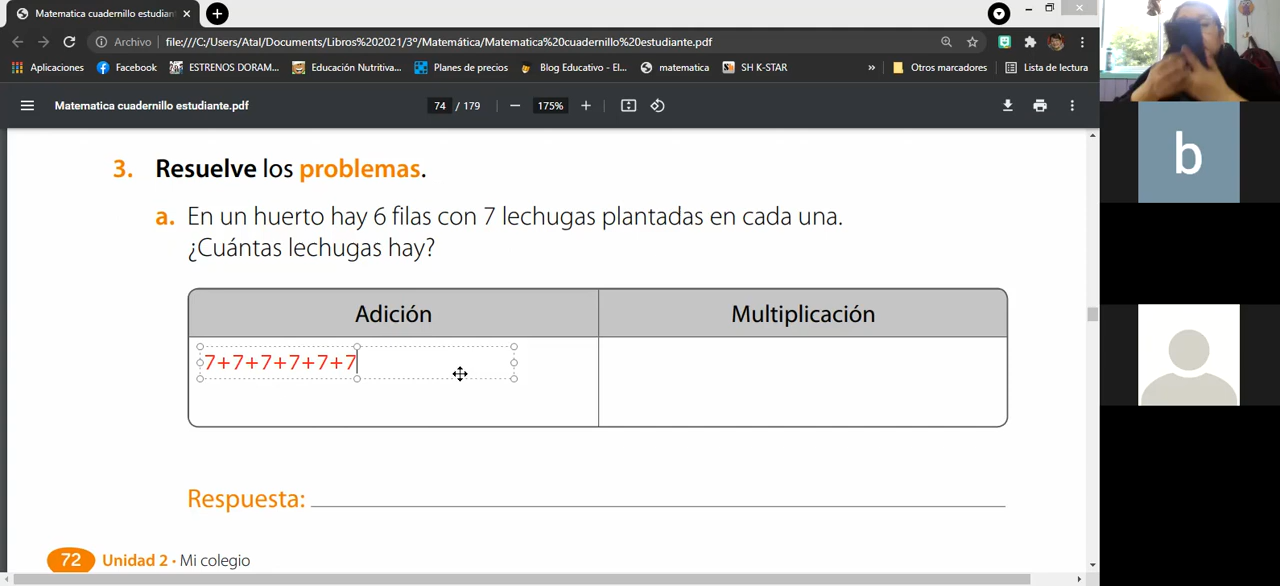 Matematica cuadernillo estudian
Archivo | file:///C:/Users/Atal/Documents/Libros%202021/3º/Matemática/Matematica%20cuadernillo%20estudiante.pdf
Aplicaciones Facebook ESTRENOS DORAM... Educación Nutritiva... Planes de precios Blog Educativo - El... matematica SH K-STAR » Otros marcadores Lista de lectura
Matematica cuadernillo estudiante.pdf 74 / 179 — 175% +
3. Resuelve los problemas.
a. En un huerto hay 6 filas con 7 lechugas plantadas en cada una.
¿Cuántas lechugas hay?
Adición Multiplicación
7+7+7+7+7+7
Respuesta:
72 Unidad 2 • Mi colegio
b